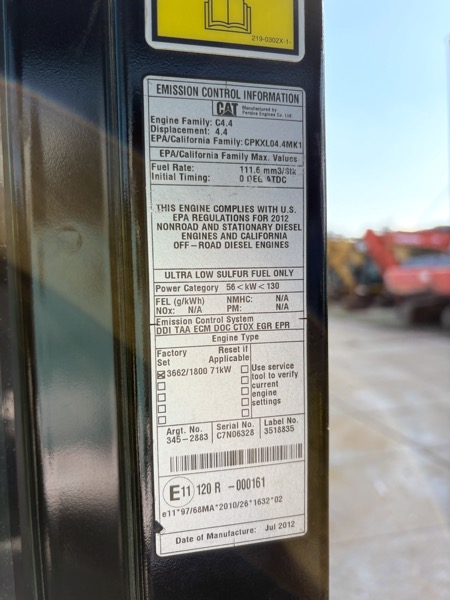 219-0302X-1-
EMISSION CONTROL INFORMATION
CAT Manufactured by
Perkins Engines Co. Ltd.
Engine Family: C4.4
Displacement: 4.4
EPA/California Family: CPKXL04.4MK1
EPA/California Family Max. Values
Fuel Rate: 111.6 mm3/Stk
Initial Timing: 0 DEG ATDC
THIS ENGINE COMPLIES WITH U.S.
EPA REGULATIONS FOR 2012
NONROAD AND STATIONARY DIESEL
ENGINES AND CALIFORNIA
OFF-ROAD DIESEL ENGINES
ULTRA LOW SULFUR FUEL ONLY
Power Category 56<kW<130
FEL (g/kWh) NMHC: N/A
NOx: N/A PM: N/A
Emission Control System
DDI TAA ECM DOC CTOX EGR EPR
Engine Type
Factory Set Reset if Applicable
3662/1800 71kW
Use service
tool to verify
current
engine
settings
Argt. No. Serial No. Label No.
345-2883 C7N06328 3518835
E11 120 R -000161
e11*97/68MA*2010/26*1632*02
Date of Manufacture: Jul 2012